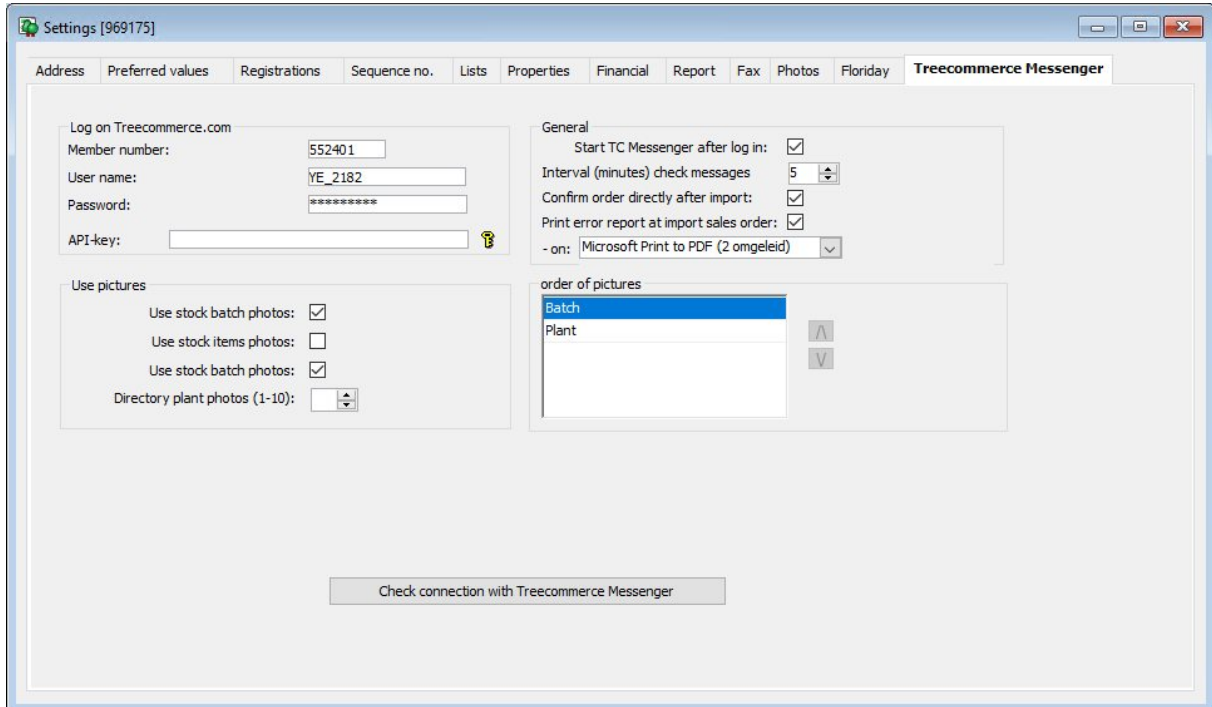 Settings [969175]
Address Preferred values Registrations Sequence no. Lists Properties Financial Report Fax Photos Floriday Treecommerce Messenger
Log on Treecommerce.com
Member number: 552401
User name: YE_2182
Password: *********
API-key:
General
Start TC Messenger after log in:
Interval (minutes) check messages 5
Confirm order directly after import:
Print error report at import sales order:
- on: Microsoft Print to PDF (2 omgeleid)
Use pictures
Use stock batch photos:
Use stock items photos:
Use stock batch photos:
Directory plant photos (1-10):
order of pictures
Batch
Plant
/\
V
Check connection with Treecommerce Messenger